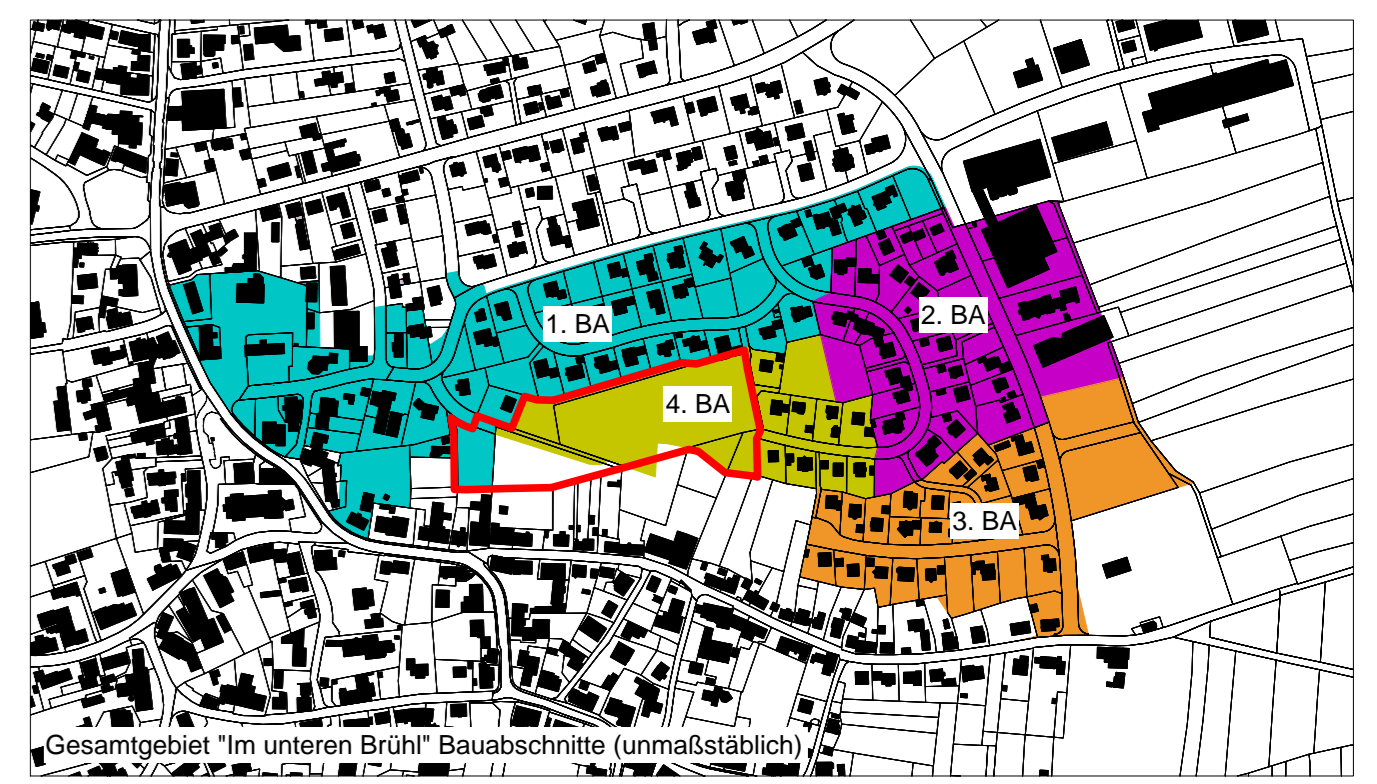 1. BA
2. BA
4. BA
3. BA
Gesamtgebiet "Im unteren Brühl" Bauabschnitte (unmaßstäblich)